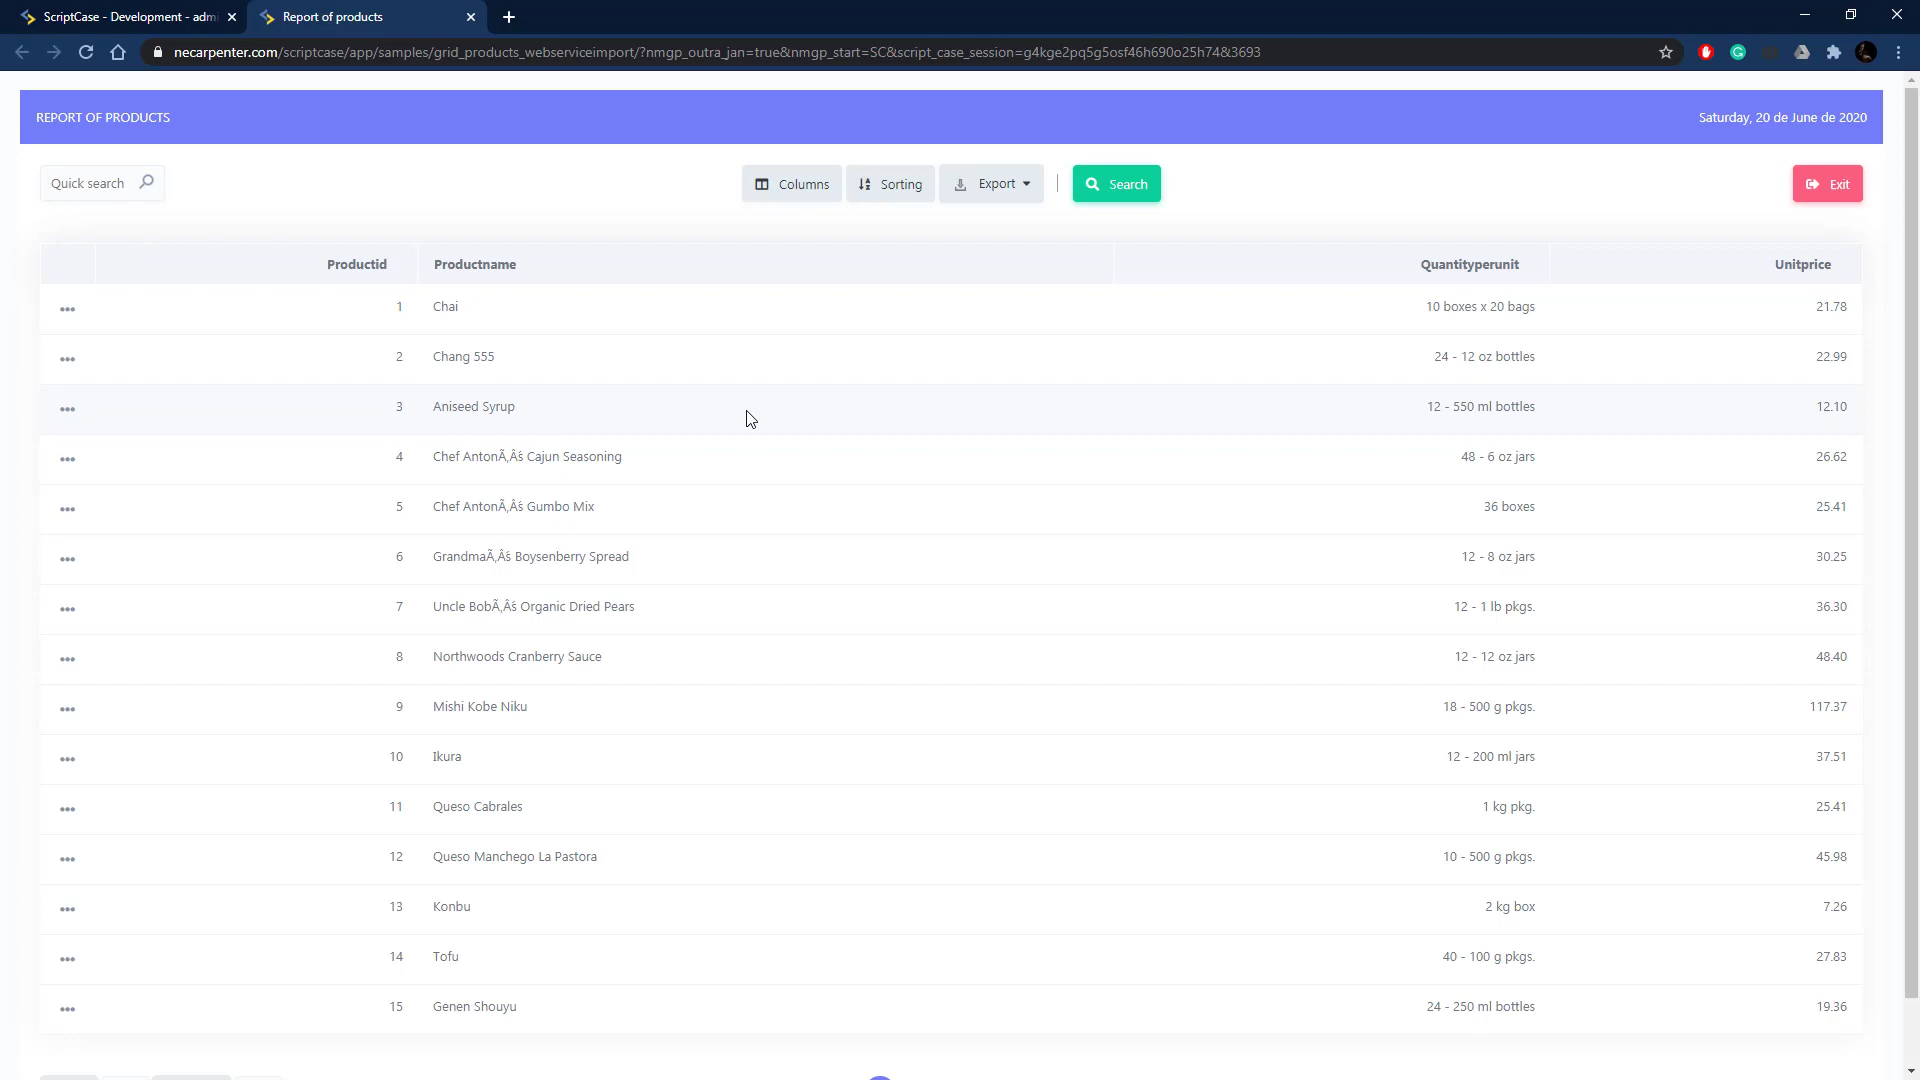 ScriptCase - Development - admi
Report of products
necarpenter.com/scriptcase/app/samples/grid_products_webserviceimport/?nmgp_outra_jan=true&nmgp_start=SC&script_case_session=g4kge2pq5g5osf46h690o25h74&3693
REPORT OF PRODUCTS Saturday, 20 de June de 2020
Quick search Columns Sorting Export Search Exit
Productid Productname Quantityperunit Unitprice
1 Chai 10 boxes x 20 bags 21.78
2 Chang 555 24 - 12 oz bottles 22.99
3 Aniseed Syrup 12 - 550 ml bottles 12.10
4 Chef AntonÃ‚Â´s Cajun Seasoning 48 - 6 oz jars 26.62
5 Chef AntonÃ‚Â´s Gumbo Mix 36 boxes 25.41
6 GrandmaÃ‚Â´s Boysenberry Spread 12 - 8 oz jars 30.25
7 Uncle BobÃ‚Â´s Organic Dried Pears 12 - 1 lb pkgs. 36.30
8 Northwoods Cranberry Sauce 12 - 12 oz jars 48.40
9 Mishi Kobe Niku 18 - 500 g pkgs. 117.37
10 Ikura 12 - 200 ml jars 37.51
11 Queso Cabrales 1 kg pkg. 25.41
12 Queso Manchego La Pastora 10 - 500 g pkgs. 45.98
13 Konbu 2 kg box 7.26
14 Tofu 40 - 100 g pkgs. 27.83
15 Genen Shouyu 24 - 250 ml bottles 19.36